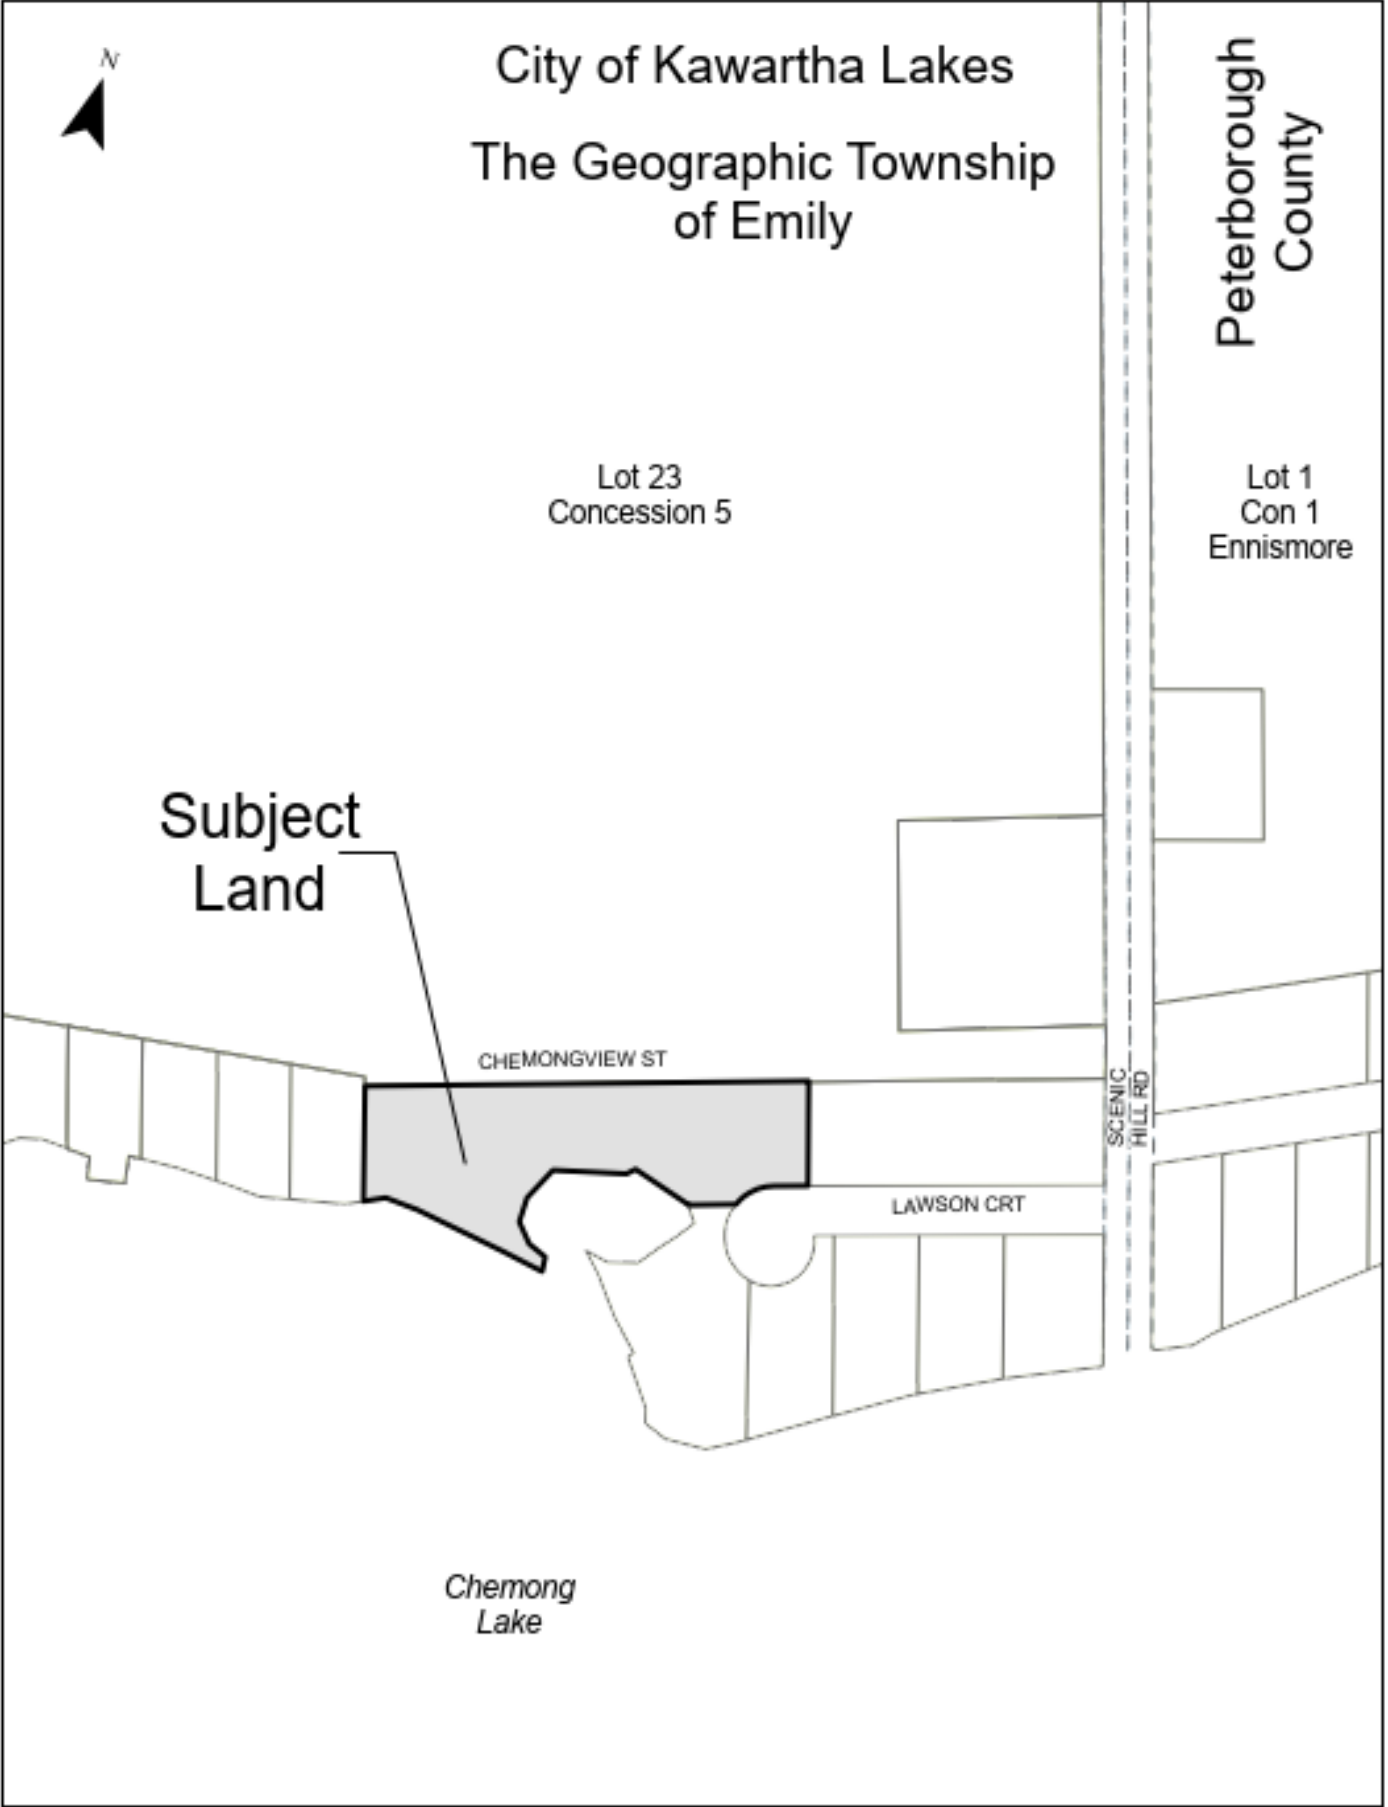 N
City of Kawartha Lakes
The Geographic Township
of Emily
Peterborough
County
Lot 23
Concession 5
Lot 1
Con 1
Ennismore
Subject
Land
CHEMONGVIEW ST
SCENIC
HILL RD
LAWSON CRT
Chemong
Lake